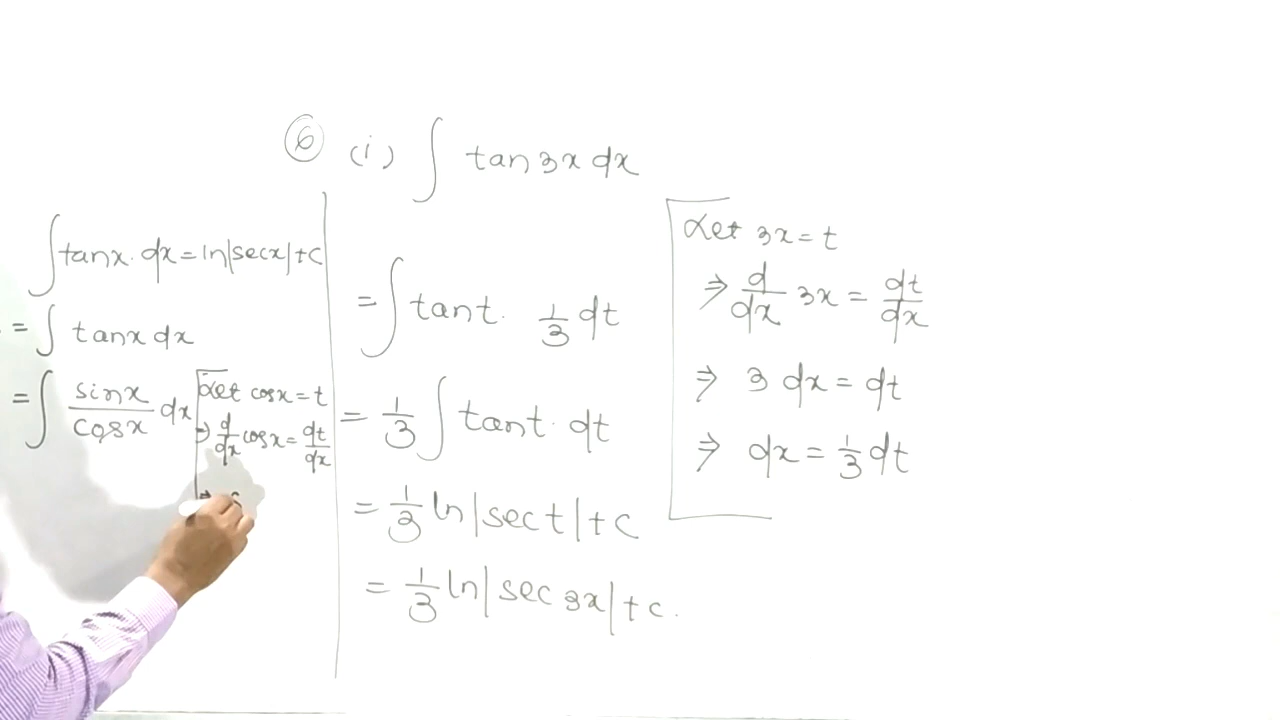 ⑥ (i) ∫ tan 3x dx
∫tanx. dx = ln|secx| + c
= ∫ tanx dx
= ∫ sinx/cosx dx
Let cosx = t
⇒ d/dx cosx = dt/dx
⇒
= ∫ tant. 1/3 dt
= 1/3 ∫ tant. dt
= 1/3 ln|sect| + c
= 1/3 ln|sec 3x| + c.
Let 3x = t
⇒ d/dx 3x = dt/dx
⇒ 3 dx = dt
⇒ dx = 1/3 dt